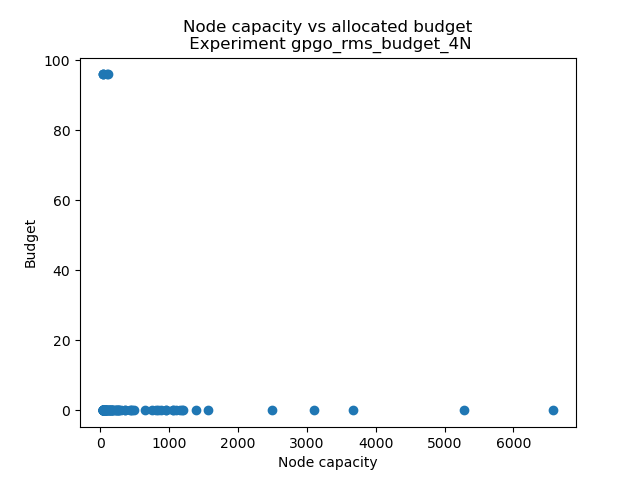 Node capacity vs allocated budget
Experiment gpgo_rms_budget_4N
100
80
60
40
20
0
Budget
0 1000 2000 3000 4000 5000 6000
Node capacity